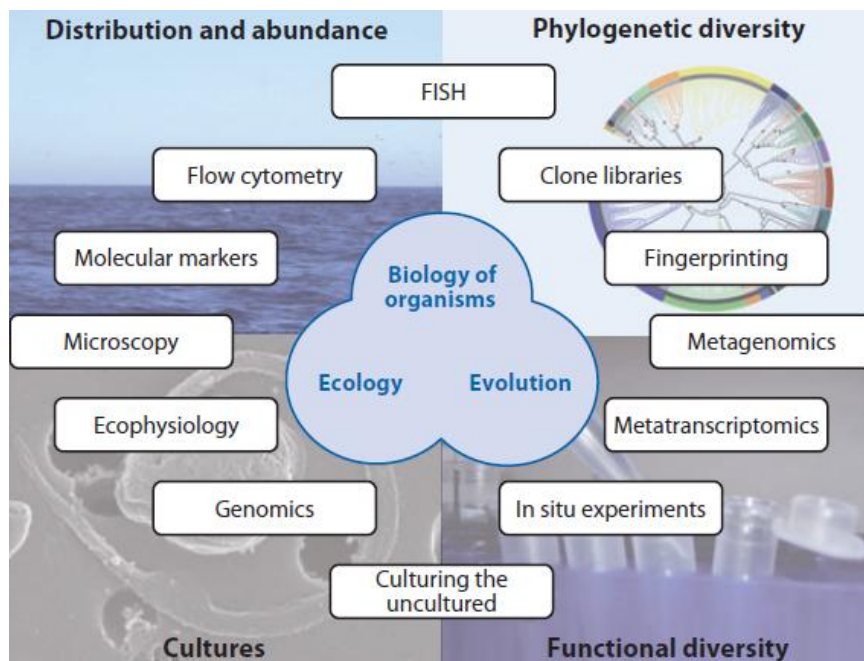 Distribution and abundance
Phylogenetic diversity
FISH
Flow cytometry
Clone libraries
Molecular markers
Fingerprinting
Biology of
organisms
Microscopy
Metagenomics
Ecology
Evolution
Ecophysiology
Metatranscriptomics
Genomics
In situ experiments
Culturing the
uncultured
Cultures
Functional diversity